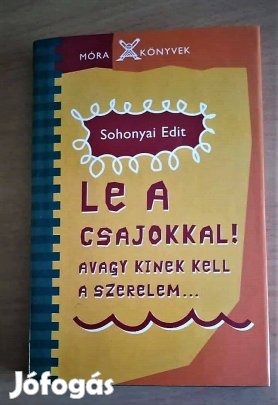 MÓRA KÖNYVEK
Sohonyai Edit
LE A
CSAJOKKAL!
AVAGY KINEK KELL
A SZERELEM...
Jófogás